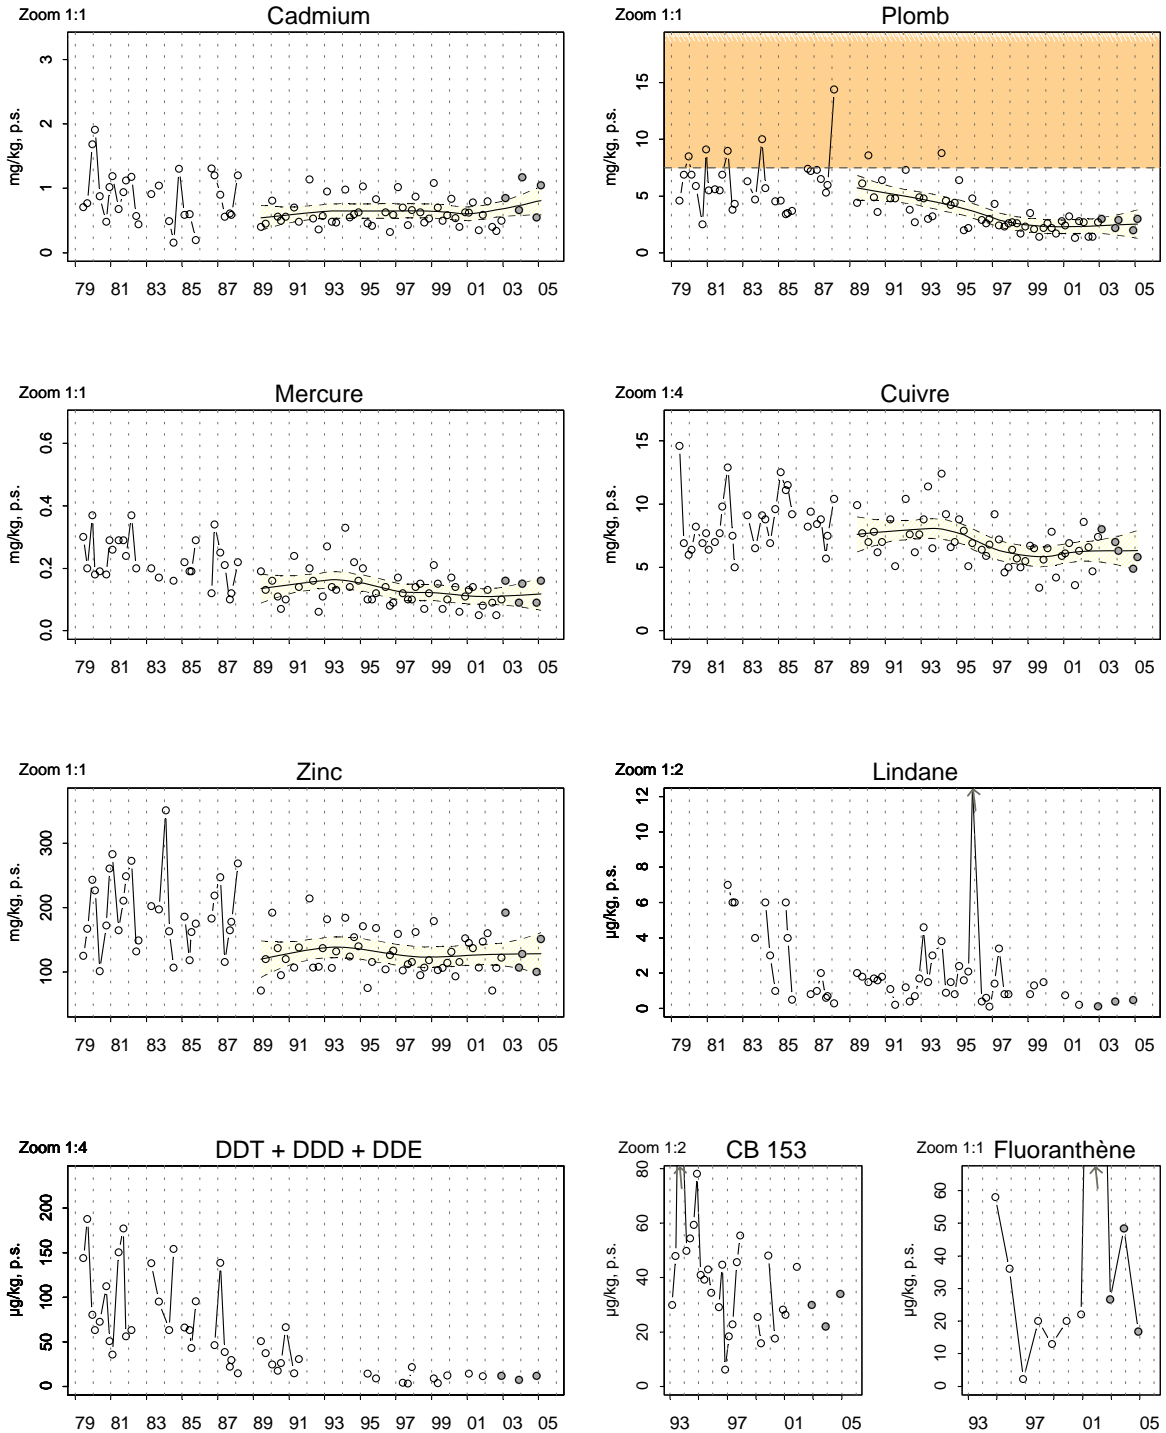 Zoom 1:1 Cadmium
mg/kg, p.s.
3
2
1
0
79 81 83 85 87 89 91 93 95 97 99 01 03 05
Zoom 1:1 Plomb
mg/kg, p.s.
15
10
5
0
79 81 83 85 87 89 91 93 95 97 99 01 03 05
Zoom 1:1 Mercure
mg/kg, p.s.
0.6
0.4
0.2
0.0
79 81 83 85 87 89 91 93 95 97 99 01 03 05
Zoom 1:4 Cuivre
mg/kg, p.s.
15
10
5
0
79 81 83 85 87 89 91 93 95 97 99 01 03 05
Zoom 1:1 Zinc
mg/kg, p.s.
300
200
100
79 81 83 85 87 89 91 93 95 97 99 01 03 05
Zoom 1:2 Lindane
µg/kg, p.s.
12
10
8
6
4
2
0
79 81 83 85 87 89 91 93 95 97 99 01 03 05
Zoom 1:4 DDT + DDD + DDE
µg/kg, p.s.
200
150
100
50
0
79 81 83 85 87 89 91 93 95 97 99 01 03 05
Zoom 1:2 CB 153
µg/kg, p.s.
80
60
40
20
0
93 97 01 05
Zoom 1:1 Fluoranthène
µg/kg, p.s.
60
50
40
30
20
10
0
93 97 01 05